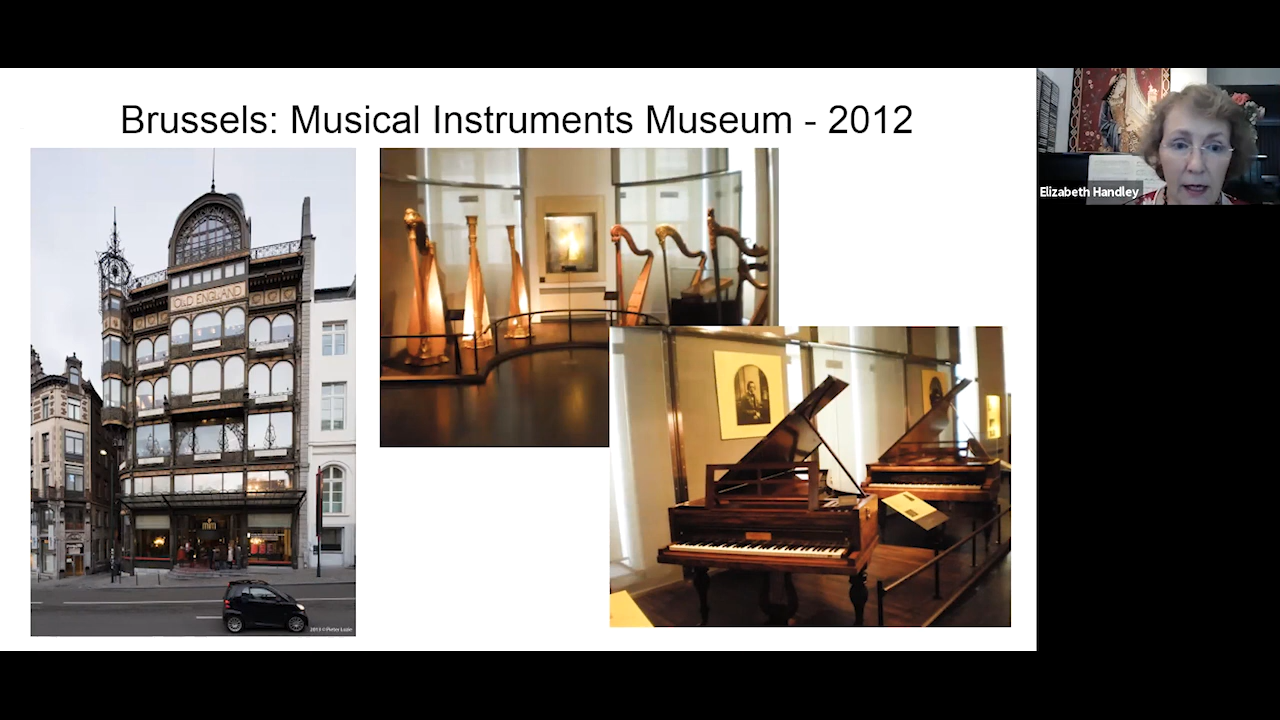 Brussels: Musical Instruments Museum - 2012
Elizabeth Handley
OLD ENGLAND
mim